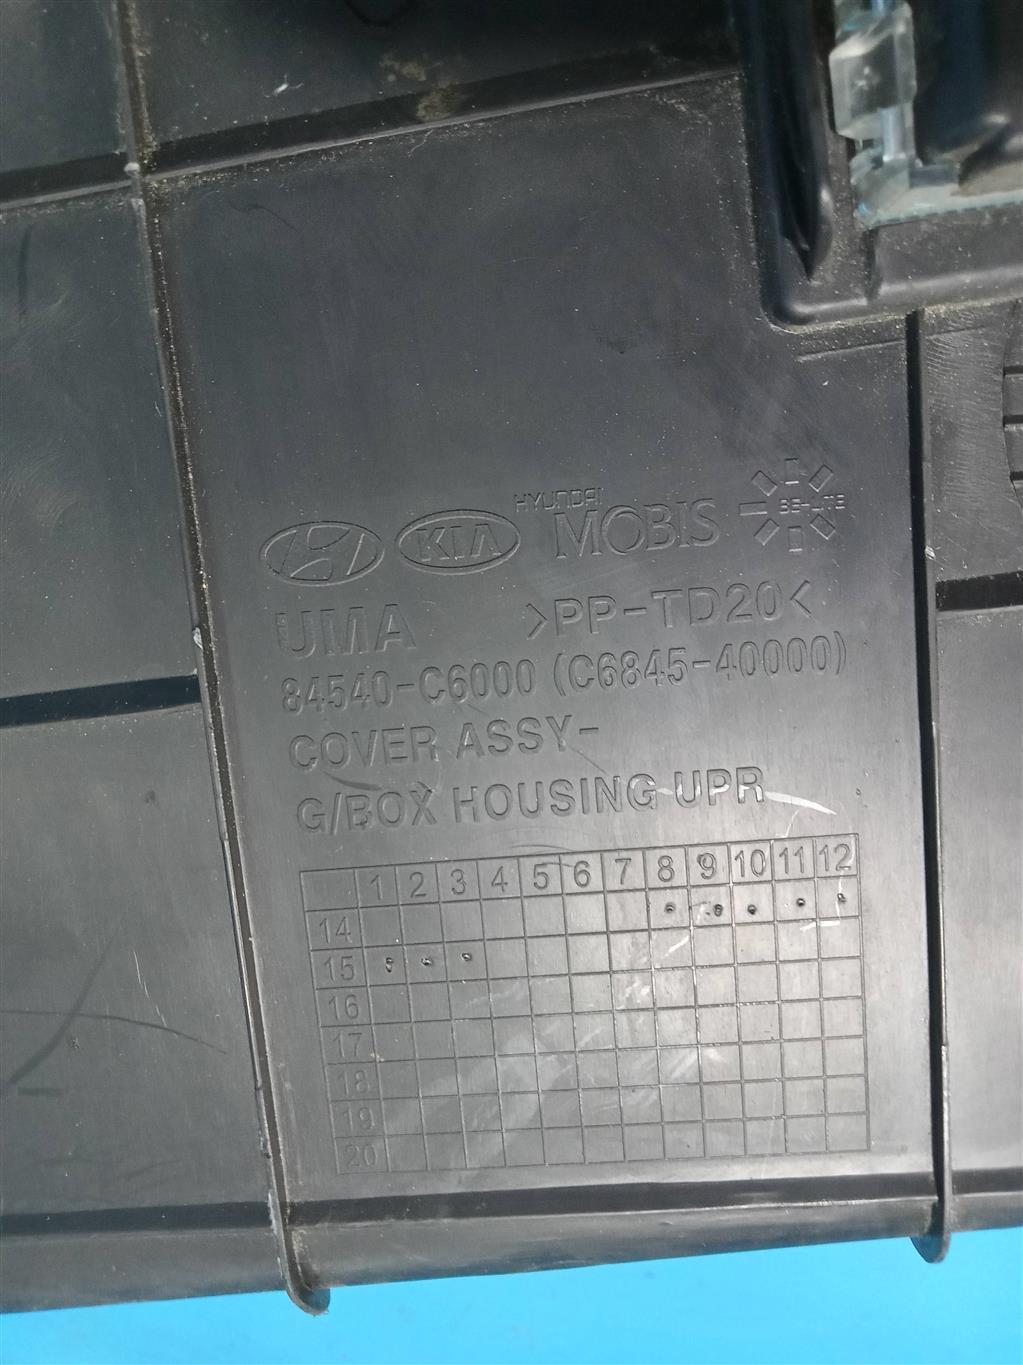 KIA
HYUNDAI
MOBIS
UMA >PP-TD20<
84540-C6000 (C6845-40000)
COVER ASSY-
G/BOX HOUSING UPR
1 2 3 4 5 6 7 8 9 10 11 12
14
15
16
17
18
19
20